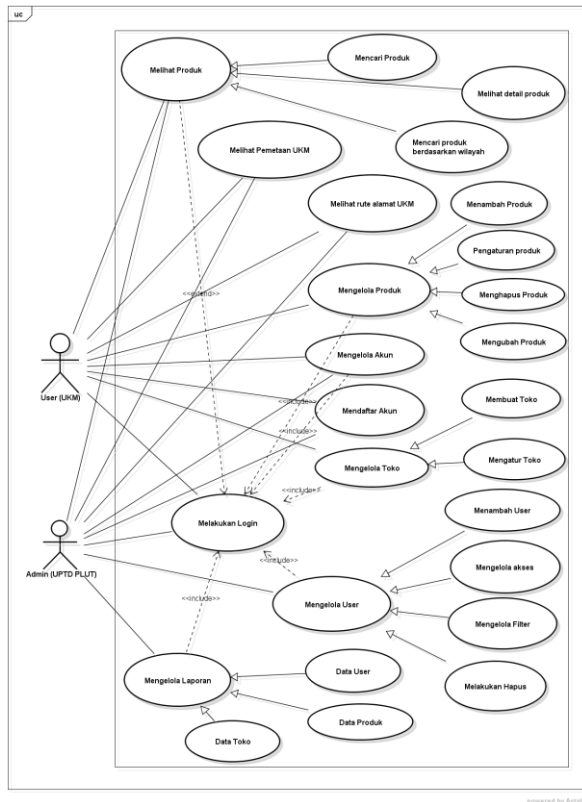 uc
Melihat Produk
Mencari Produk
Melihat detail produk
Mencari produk
berdasarkan wilayah
Melihat Pemetaan UKM
Melihat rute alamat UKM
Menambah Produk
Pengaturan produk
<<extend>>
Mengelola Produk
Menghapus Produk
Mengubah Produk
User (UKM)
Mengelola Akun
<<include>>
Mendaftar Akun
Membuat Toko
<<include>>
Mengelola Toko
Mengatur Toko
<<include>>
Melakukan Login
Menambah User
Admin (UPTD PLUT)
<<include>>
Mengelola akses
<<include>>
Mengelola User
Mengelola Filter
Mengelola Laporan
Data User
Melakukan Hapus
Data Produk
Data Toko
powered by Astah